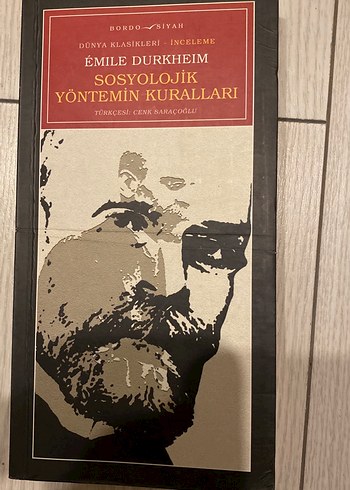 BORDO SİYAH
DÜNYA KLASİKLERİ - İNCELEME
ÉMILE DURKHEIM
SOSYOLOJİK
YÖNTEMİN KURALLARI
TÜRKÇESİ: CENK SARAÇOĞLU